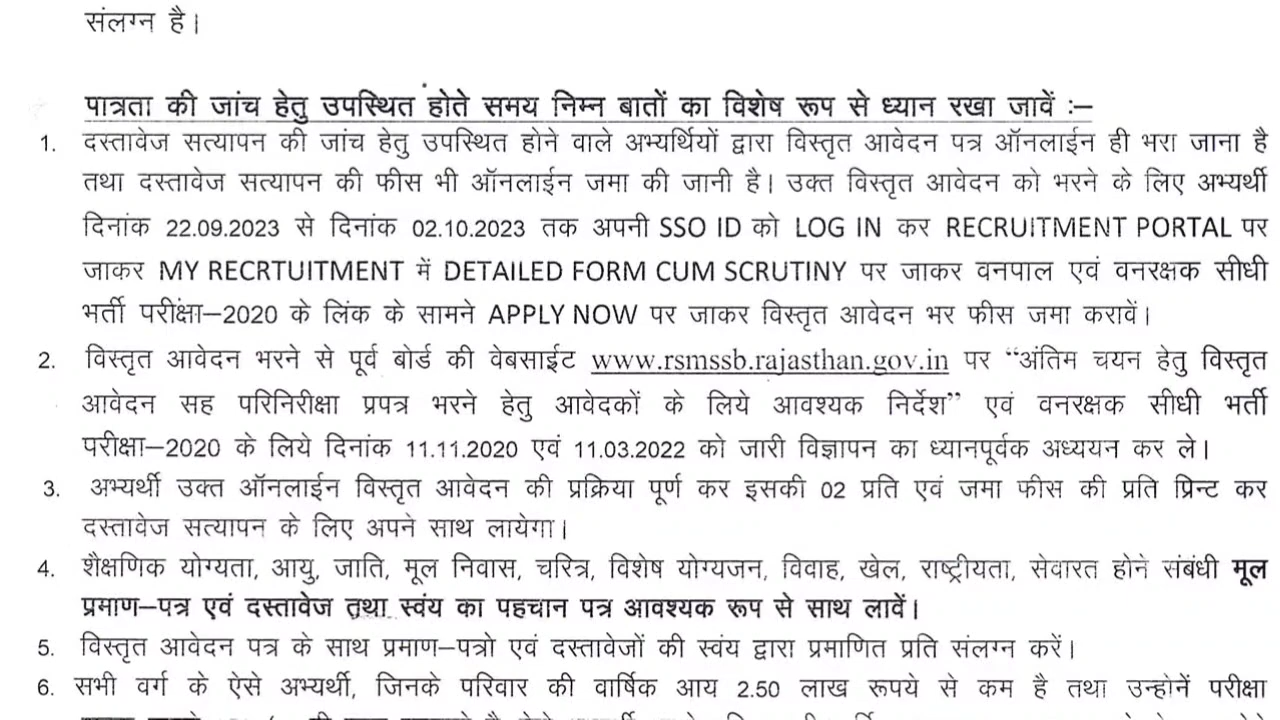 संलग्न है।
पात्रता की जांच हेतु उपस्थित होते समय निम्न बातों का विशेष रूप से ध्यान रखा जावें :–
1. दस्तावेज सत्यापन की जांच हेतु उपस्थित होने वाले अभ्यर्थियों द्वारा विस्तृत आवेदन पत्र ऑनलाईन ही भरा जाना है
तथा दस्तावेज सत्यापन की फीस भी ऑनलाईन जमा की जानी है। उक्त विस्तृत आवेदन को भरने के लिए अभ्यर्थी
दिनांक 22.09.2023 से दिनांक 02.10.2023 तक अपनी SSO ID को LOG IN कर RECRUITMENT PORTAL पर
जाकर MY RECRTUITMENT में DETAILED FORM CUM SCRUTINY पर जाकर वनपाल एवं वनरक्षक सीधी
भर्ती परीक्षा–2020 के लिंक के सामने APPLY NOW पर जाकर विस्तृत आवेदन भर फीस जमा करावें।
2. विस्तृत आवेदन भरने से पूर्व बोर्ड की वेबसाईट www.rsmssb.rajasthan.gov.in पर “अंतिम चयन हेतु विस्तृत
आवेदन सह परिनिरीक्षा प्रपत्र भरने हेतु आवेदकों के लिये आवश्यक निर्देश” एवं वनरक्षक सीधी भर्ती
परीक्षा–2020 के लिये दिनांक 11.11.2020 एवं 11.03.2022 को जारी विज्ञापन का ध्यानपूर्वक अध्ययन कर ले।
3. अभ्यर्थी उक्त ऑनलाईन विस्तृत आवेदन की प्रक्रिया पूर्ण कर इसकी 02 प्रति एवं जमा फीस की प्रति प्रिन्ट कर
दस्तावेज सत्यापन के लिए अपने साथ लायेगा।
4. शैक्षणिक योग्यता, आयु, जाति, मूल निवास, चरित्र, विशेष योग्यजन, विवाह, खेल, राष्ट्रीयता, सेवारत होने संबंधी मूल
प्रमाण–पत्र एवं दस्तावेज तथा स्वंय का पहचान पत्र आवश्यक रूप से साथ लावें।
5. विस्तृत आवेदन पत्र के साथ प्रमाण–पत्रो एवं दस्तावेजों की स्वंय द्वारा प्रमाणित प्रति संलग्न करें।
6. सभी वर्ग के ऐसे अभ्यर्थी, जिनके परिवार की वार्षिक आय 2.50 लाख रूपये से कम है तथा उन्होनें परीक्षा